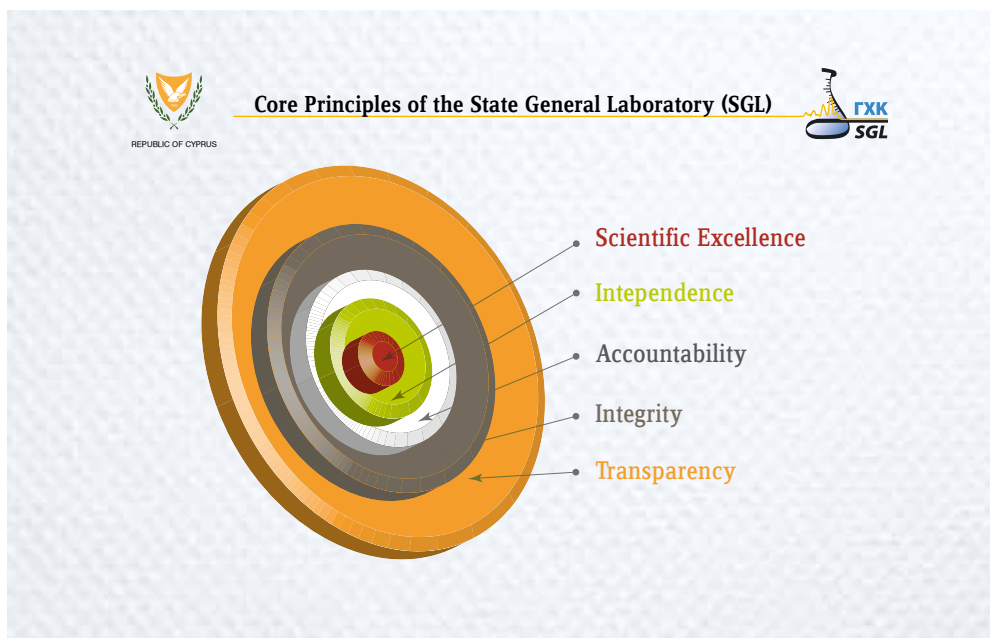 Core Principles of the State General Laboratory (SGL)
REPUBLIC OF CYPRUS
ΓΧΚ
SGL
Scientific Excellence
Intependence
Accountability
Integrity
Transparency